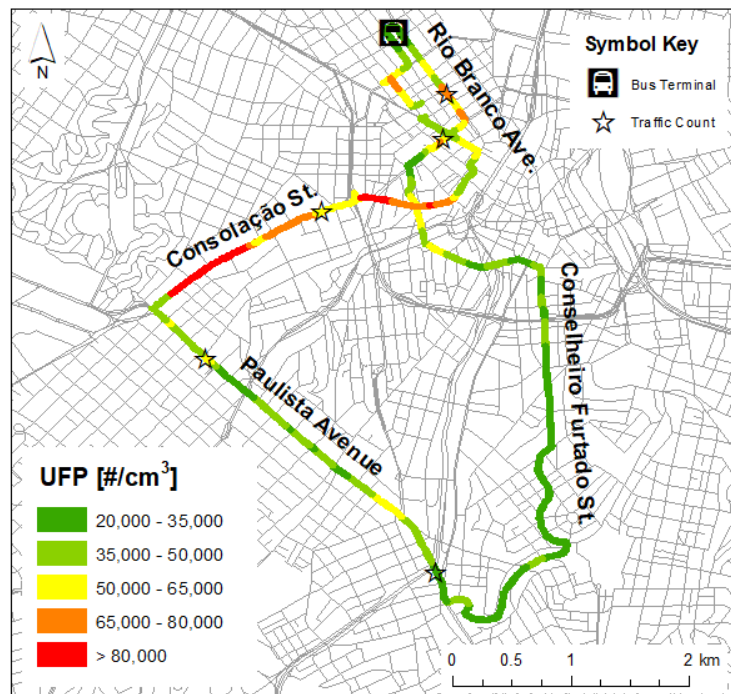 N
Rio Branco Ave.
Symbol Key
Bus Terminal
Traffic Count
Consolação St.
Conselheiro Furtado St.
Paulista Avenue
UFP [#/cm³]
20,000 - 35,000
35,000 - 50,000
50,000 - 65,000
65,000 - 80,000
> 80,000
0 0.5 1 2 km